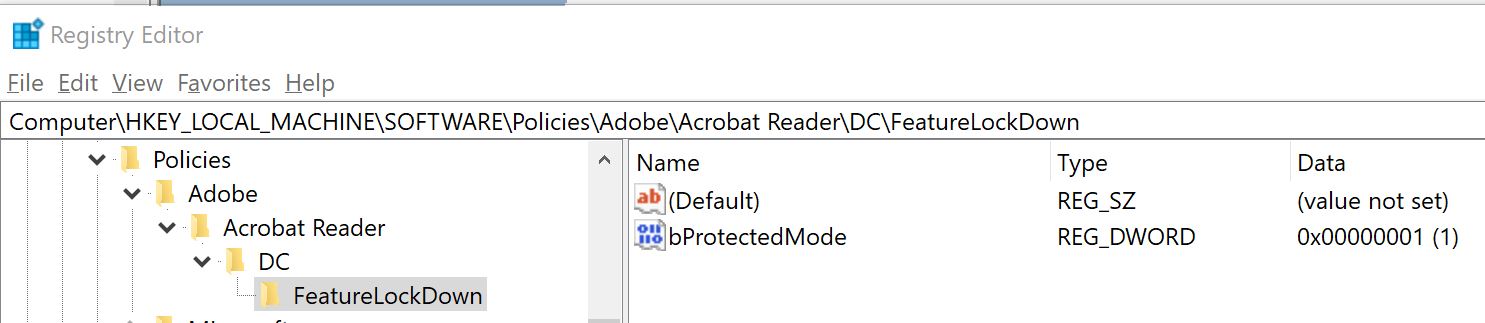 Registry Editor
File Edit View Favorites Help
Computer\HKEY_LOCAL_MACHINE\SOFTWARE\Policies\Adobe\Acrobat Reader\DC\FeatureLockDown
Policies
Adobe
Acrobat Reader
DC
FeatureLockDown
Name Type Data
(Default) REG_SZ (value not set)
bProtectedMode REG_DWORD 0x00000001 (1)